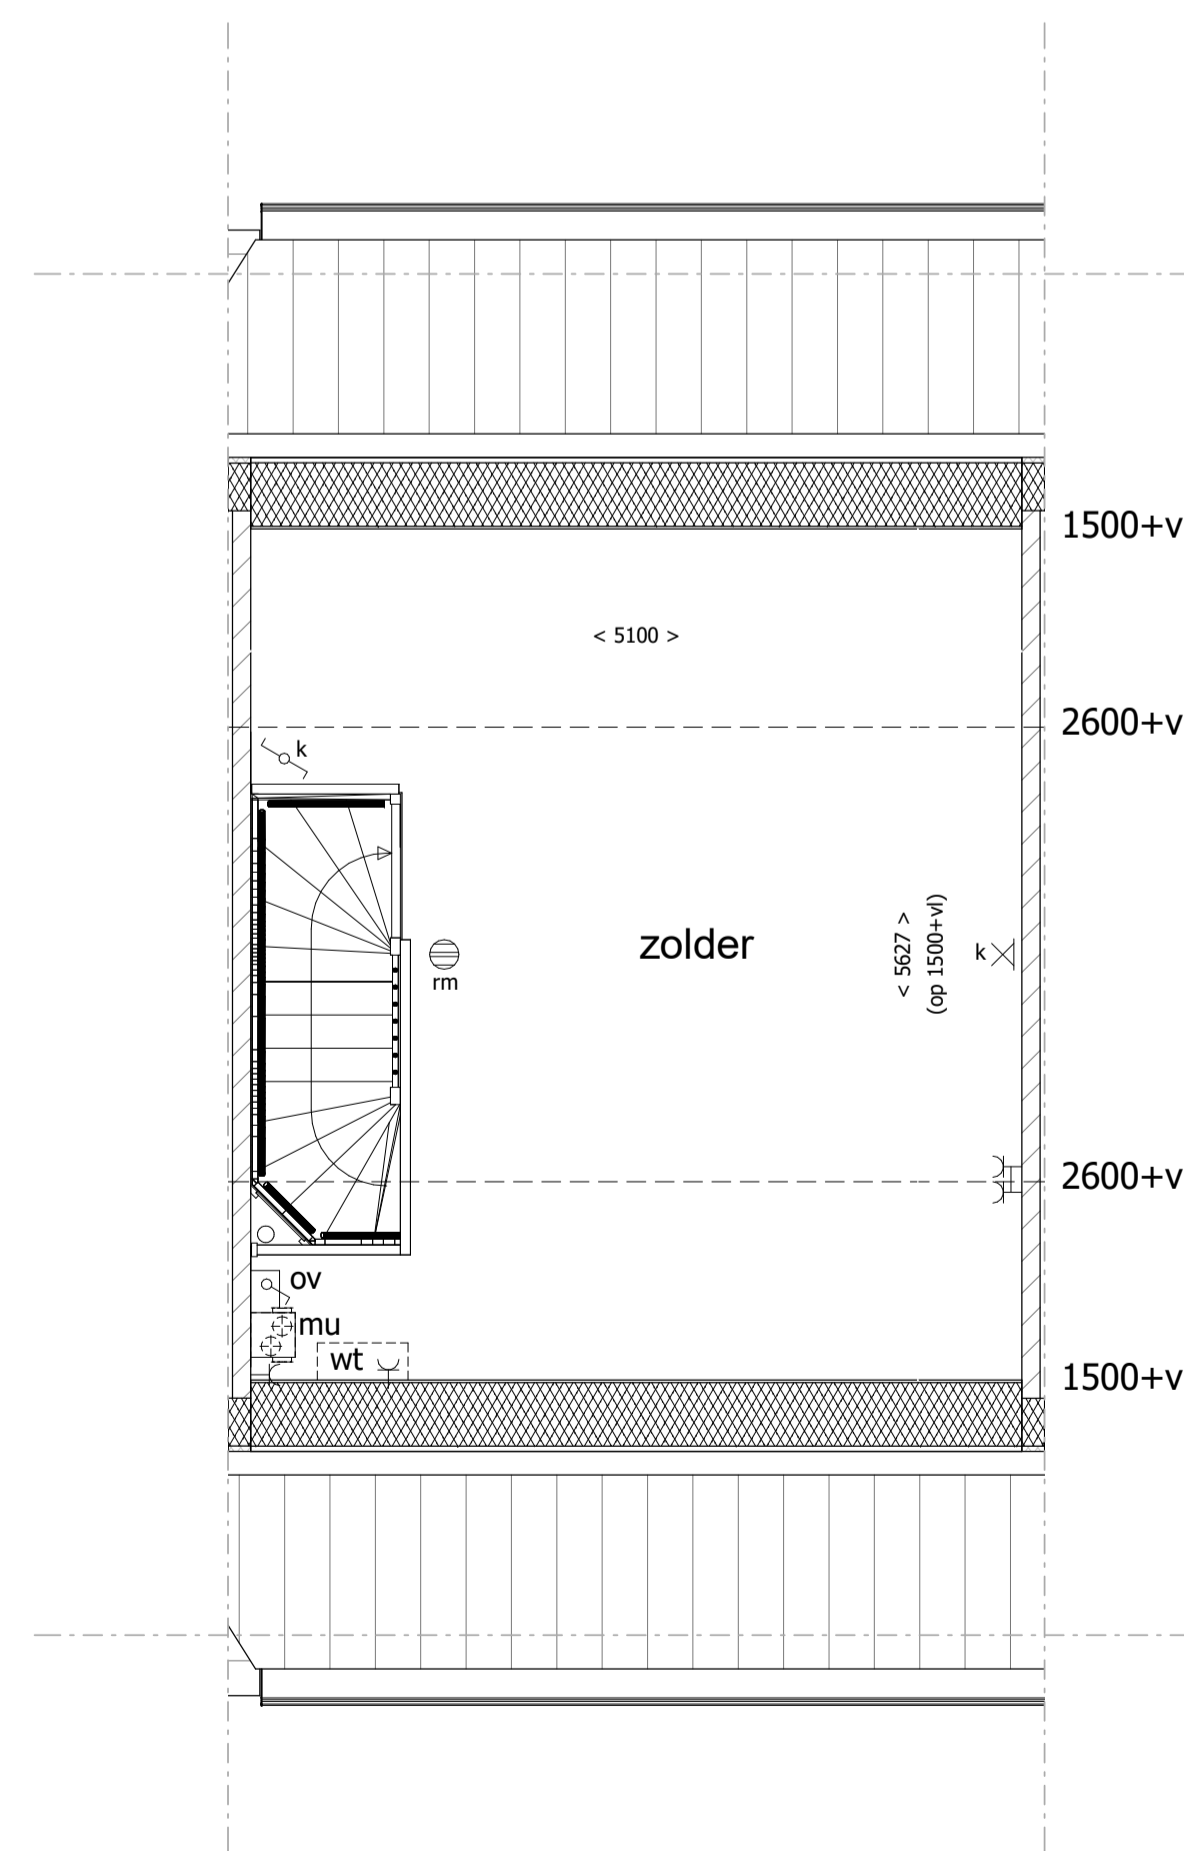 1500+v
< 5100 >
2600+v
k
zolder
< 5627 >
(op 1500+vl)
k
rm
2600+v
ov
mu
wt
1500+v